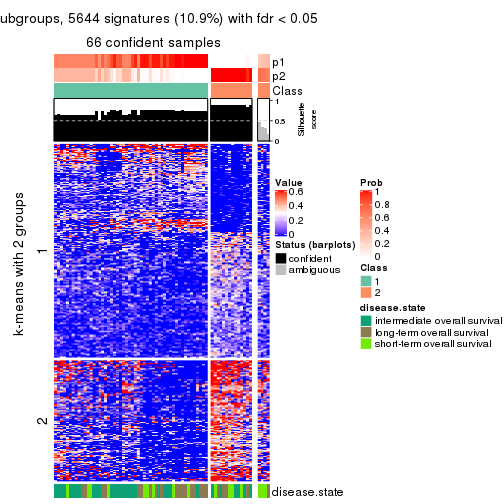 ubgroups, 5644 signatures (10.9%) with fdr < 0.05
66 confident samples
p1
p2
Class
1
0.5
0
Silhouette
score
k-means with 2 groups
1
2
Value
0.6
0.4
0.2
0
Status (barplots)
confident
ambiguous
Prob
1
0.8
0.6
0.4
0.2
0
Class
1
2
disease.state
intermediate overall survival
long-term overall survival
short-term overall survival
disease.state